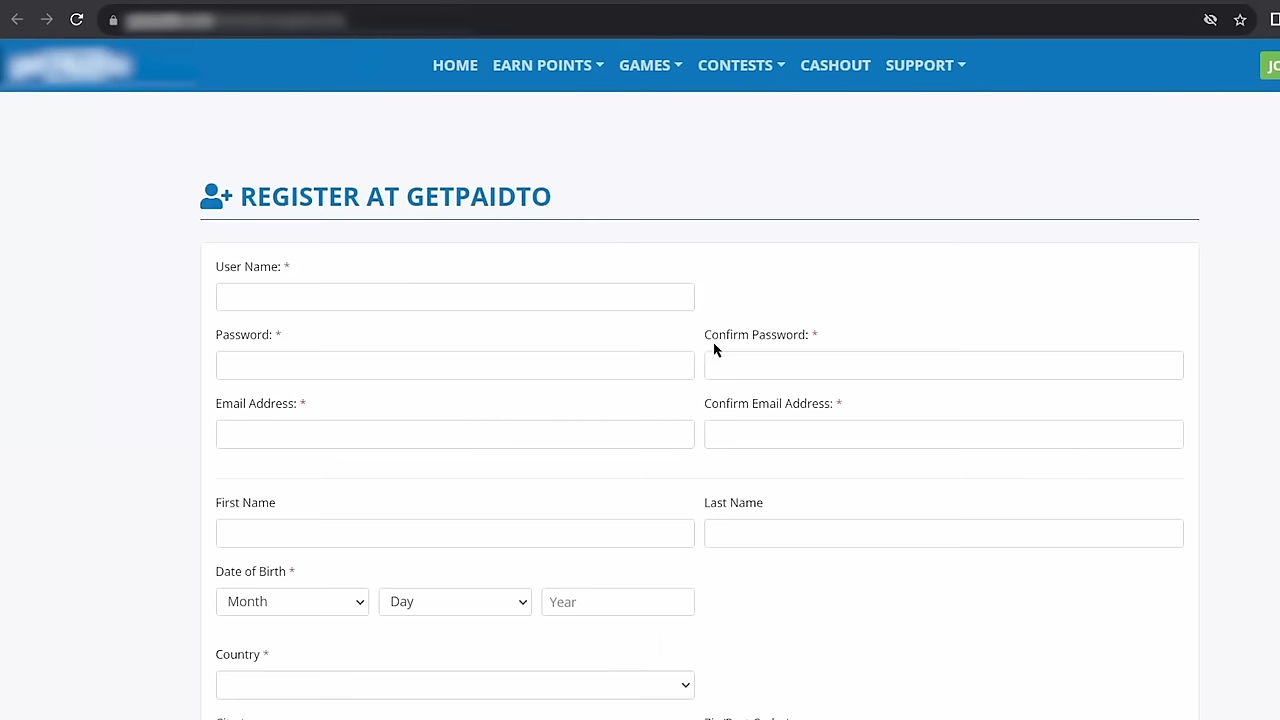 HOME EARN POINTS GAMES CONTESTS CASHOUT SUPPORT
REGISTER AT GETPAIDTO
User Name: *
Password: * Confirm Password: *
Email Address: * Confirm Email Address: *
First Name Last Name
Date of Birth *
Month Day Year
Country *